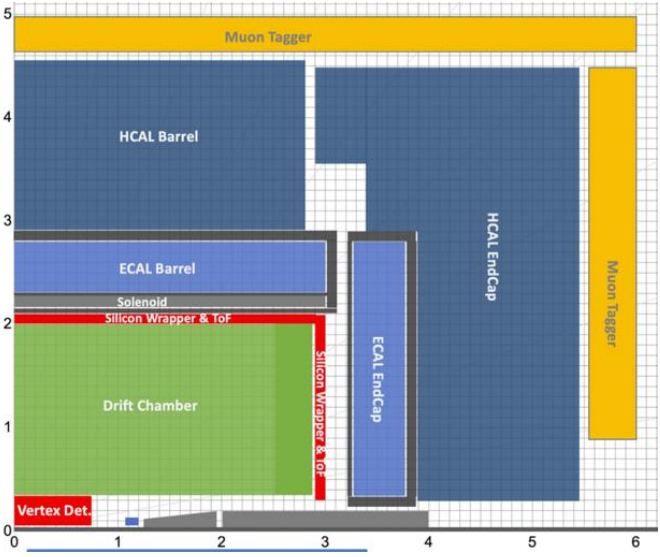 5
Muon Tagger
4
HCAL Barrel
3
HCAL EndCap
Muon Tagger
ECAL Barrel
Solenoid
2
Silicon Wrapper & ToF
Silicon Wrapper & ToF
ECAL EndCap
Drift Chamber
1
Vertex Det.
0
0 1 2 3 4 5 6